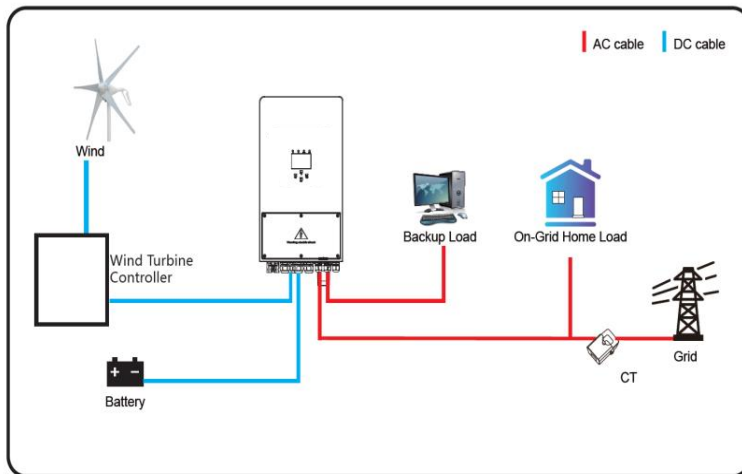 AC cable
DC cable
Wind
Wind Turbine
Controller
Backup Load
On-Grid Home Load
Grid
CT
+ −
Battery